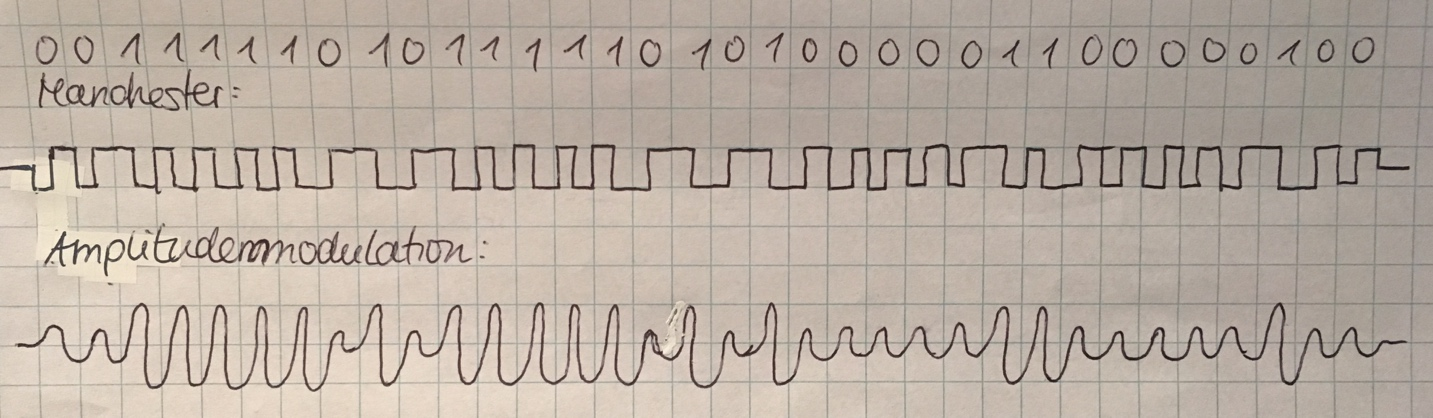 0 0 1 1 1 1 1 0 1 0 1 1 1 1 1 0 1 0 1 0 0 0 0 0 1 1 0 0 0 0 0 1 0 0
Manchester:
Amplitudenmodulation: